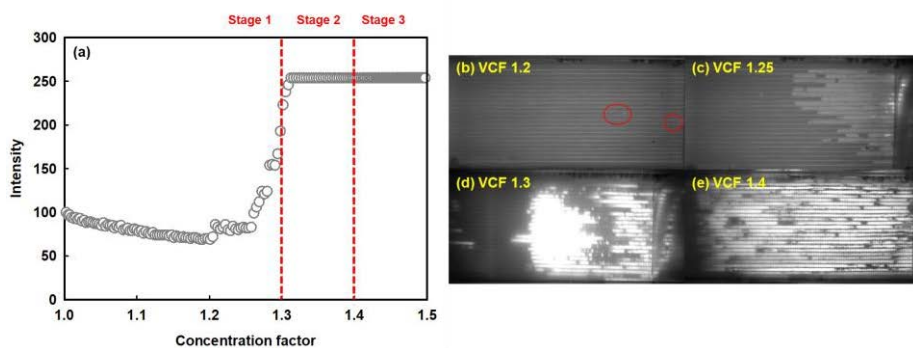 Stage 1 Stage 2 Stage 3
300
(a)
250
200
150
100
50
0
Intensity
1.0 1.1 1.2 1.3 1.4 1.5
Concentration factor
(b) VCF 1.2
(c) VCF 1.25
(d) VCF 1.3
(e) VCF 1.4